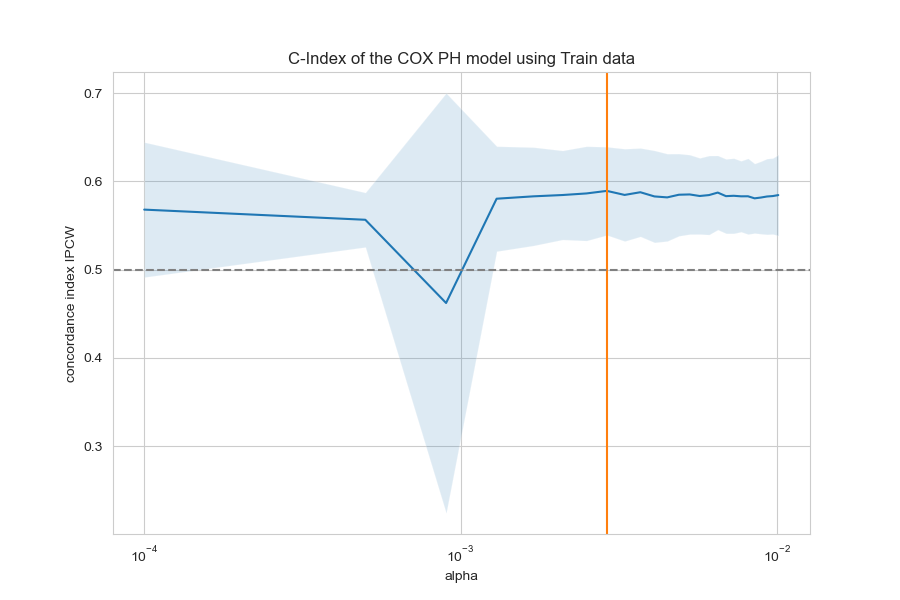 C-Index of the COX PH model using Train data
0.7
0.6
0.5
0.4
0.3
concordance index IPCW
10⁻⁴
10⁻³
10⁻²
alpha